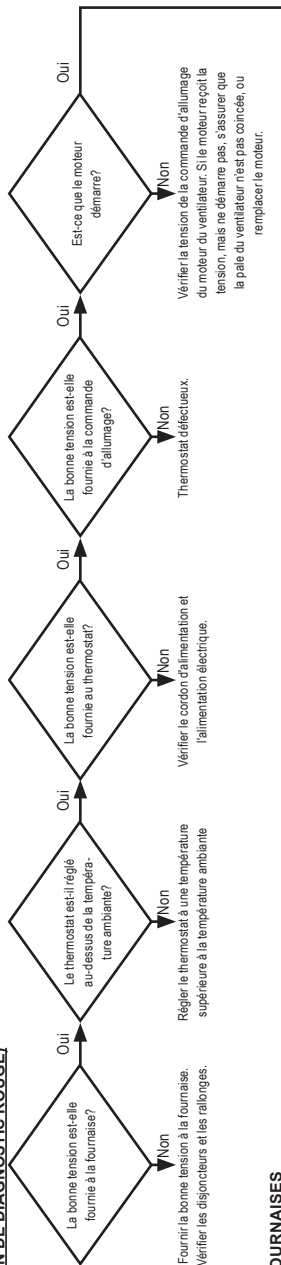 N DE DIAGNOSTIC ROUGE)
La bonne tension est-elle
fournie à la fournaise?
Oui
Non
Fournir la bonne tension à la fournaise.
Vérifier les disjoncteurs et les rallonges.
Le thermostat est-il réglé
au-dessus de la tempéra-
ture ambiante?
Oui
Non
Régler le thermostat à une température
supérieure à la température ambiante
La bonne tension est-elle
fournie au thermostat?
Oui
Non
Vérifier le cordon d'alimentation et
l'alimentation électrique.
La bonne tension est-elle
fournie à la commande
d'allumage?
Oui
Non
Thermostat défectueux.
Est-ce que le moteur
démarre?
Oui
Non
Vérifier la tension de la commande d'allumage
du moteur du ventilateur. Si le moteur reçoit la
tension, mais ne démarre pas, s'assurer que
la pale du ventilateur n'est pas coincée, ou
remplacer le moteur.
OURNAISES